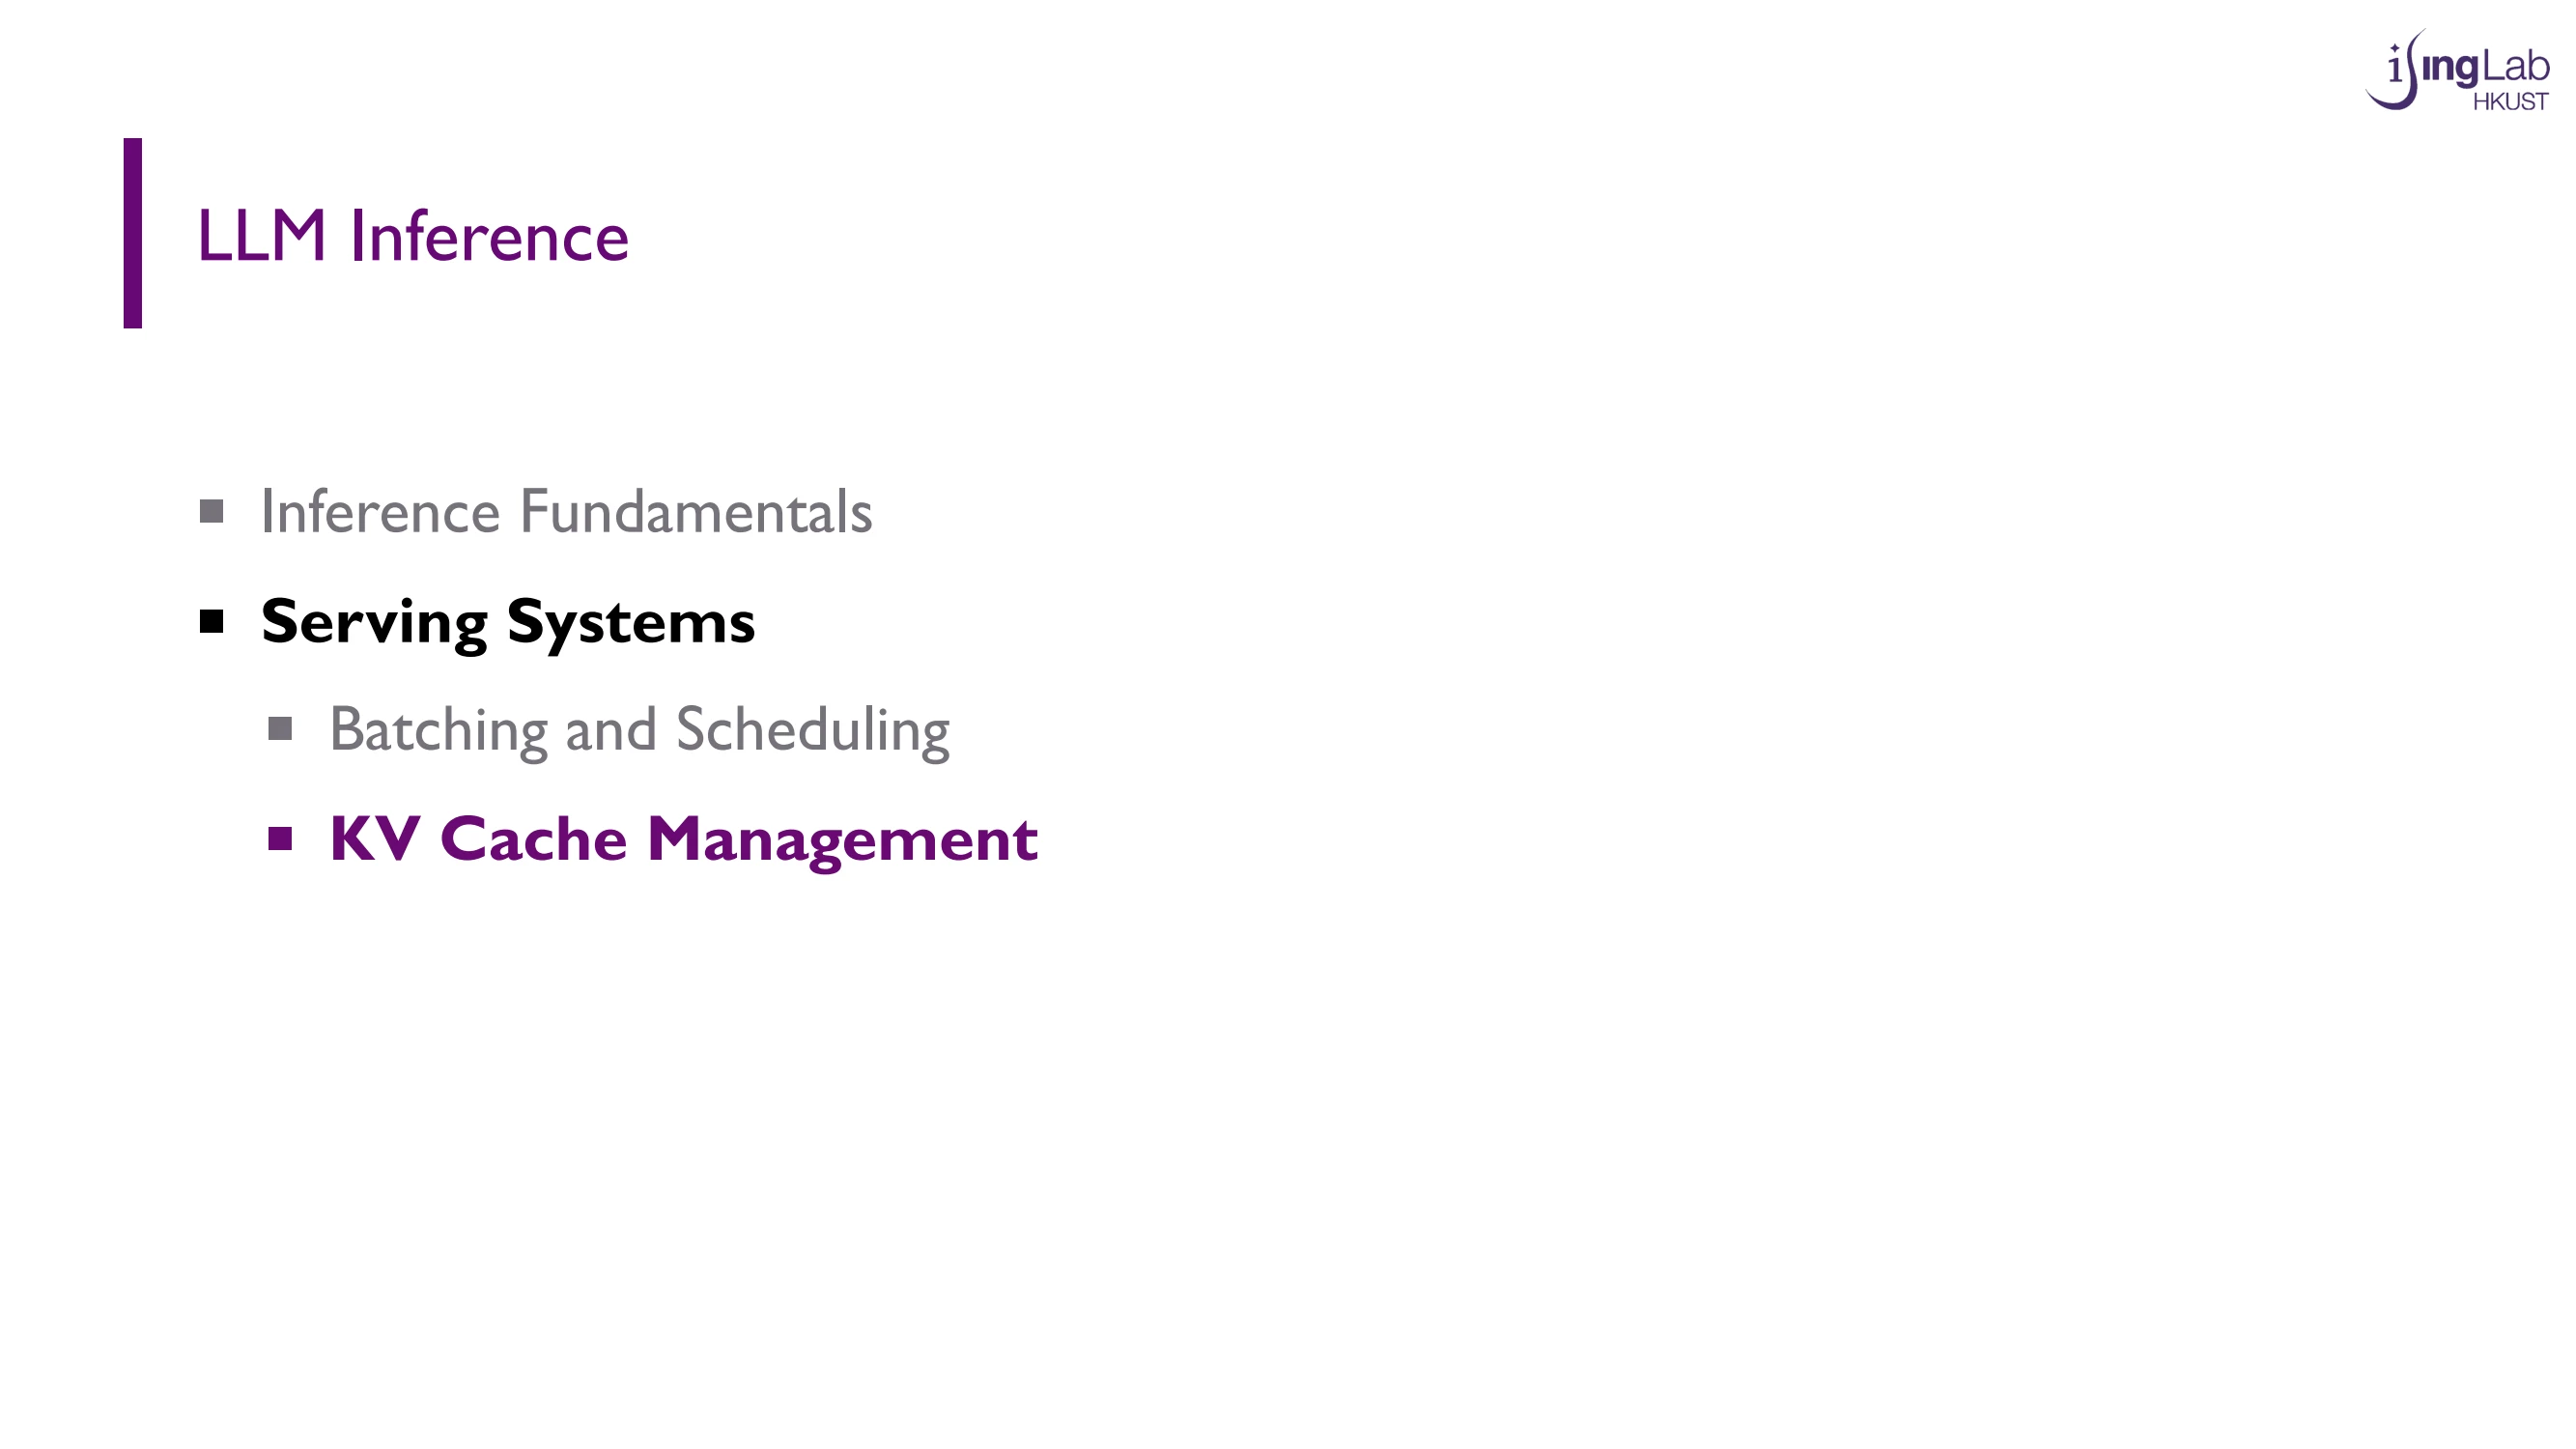 iSingLab
HKUST
LLM Inference
Inference Fundamentals
Serving Systems
Batching and Scheduling
KV Cache Management